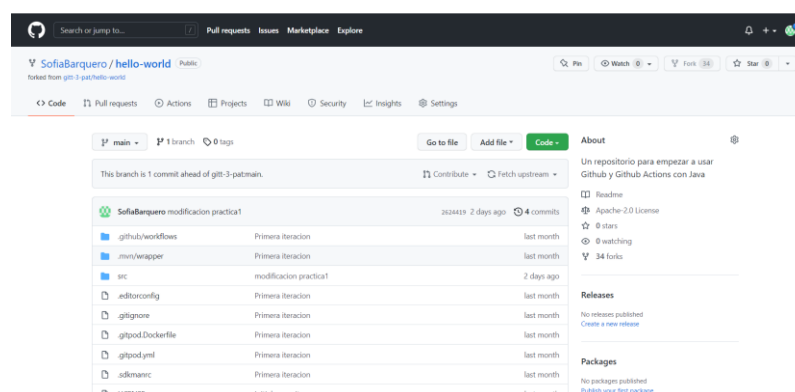 Search or jump to... / Pull requests Issues Marketplace Explore
SofiaBarquero / hello-world Public Pin Watch 0 Fork 34 Star 0
forked from gitt-3-pat/hello-world
Code Pull requests Actions Projects Wiki Security Insights Settings
main 1 branch 0 tags Go to file Add file Code About
Un repositorio para empezar a usar
Github y Github Actions con Java
This branch is 1 commit ahead of gitt-3-pat:main. Contribute Fetch upstream
Readme
Apache-2.0 License
0 stars
0 watching
34 forks
SofiaBarquero modificacion practica1 2624419 2 days ago 4 commits
.github/workflows Primera iteracion last month
.mvn/wrapper Primera iteracion last month
src modificacion practica1 2 days ago
.editorconfig Primera iteracion last month
.gitignore Primera iteracion last month
.gitpod.Dockerfile Primera iteracion last month
.gitpod.yml Primera iteracion last month
.sdkmanrc Primera iteracion last month
Releases
No releases published
Create a new release
Packages
No packages published
Publish your first package